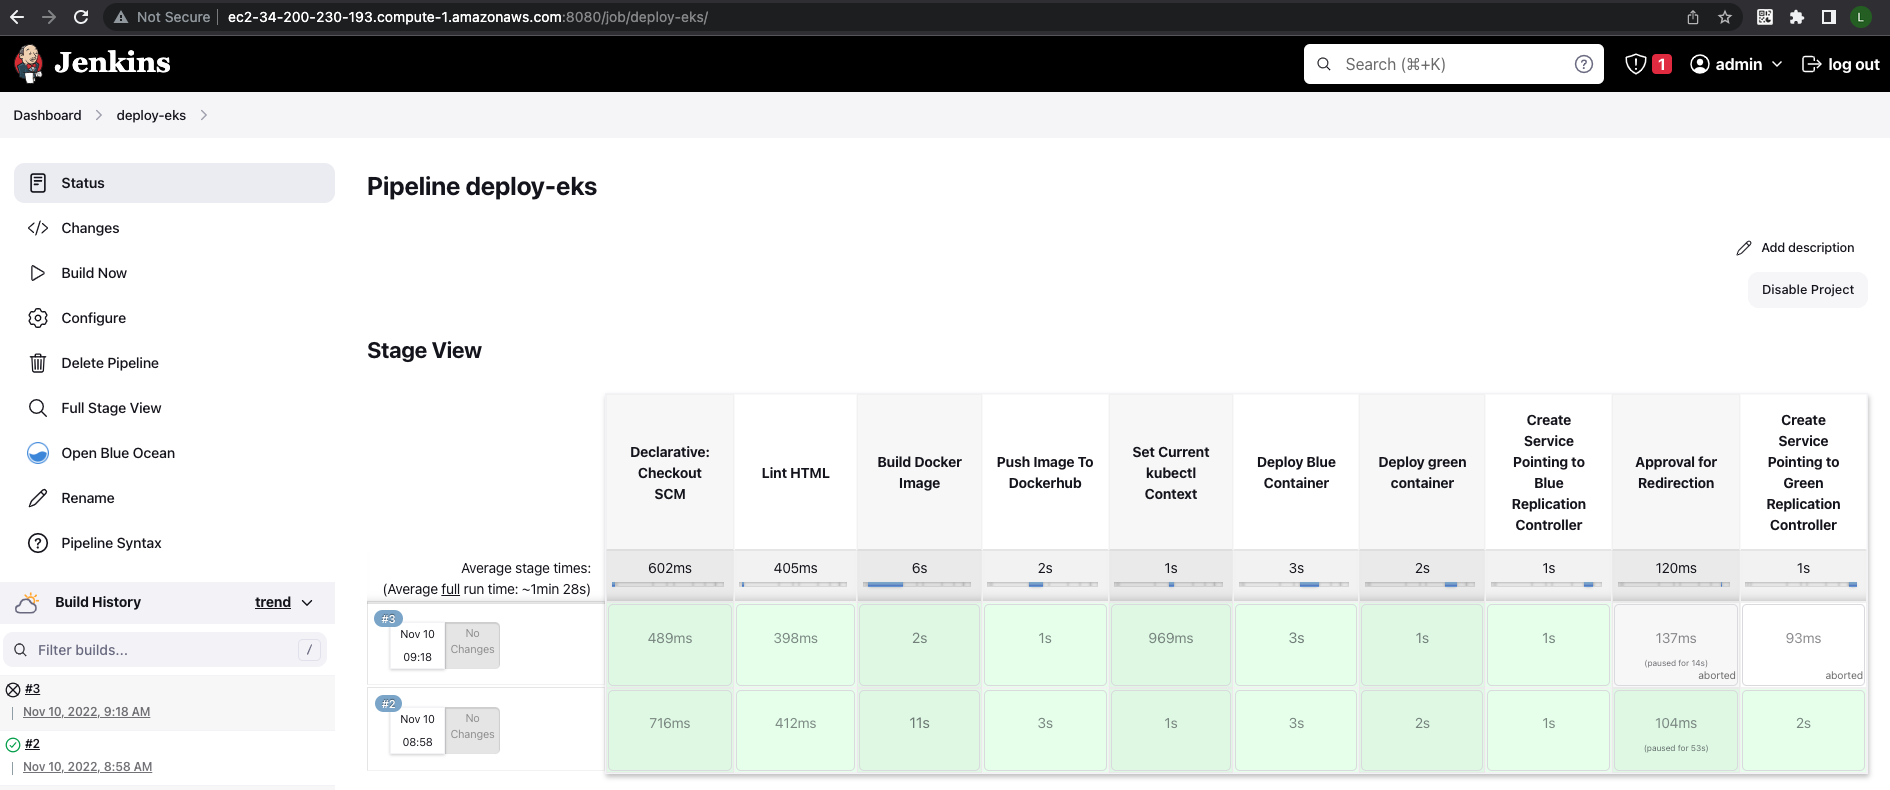 Not Secure
ec2-34-200-230-193.compute-1.amazonaws.com:8080/job/deploy-eks/
L
Jenkins
Search (⌘+K)
?
1
admin
log out
Dashboard
deploy-eks
Status
Changes
Build Now
Configure
Delete Pipeline
Full Stage View
Open Blue Ocean
Rename
Pipeline Syntax
Build History
trend
Filter builds...
/
#3
Nov 10, 2022, 9:18 AM
#2
Nov 10, 2022, 8:58 AM
Pipeline deploy-eks
Add description
Disable Project
Stage View
Declarative:
Checkout
SCM
Lint HTML
Build Docker
Image
Push Image To
Dockerhub
Set Current
kubectl
Context
Deploy Blue
Container
Deploy green
container
Create
Service
Pointing to
Blue
Replication
Controller
Approval for
Redirection
Create
Service
Pointing to
Green
Replication
Controller
Average stage times:
(Average full run time: ~1min 28s)
602ms
405ms
6s
2s
1s
3s
2s
1s
120ms
1s
#3
Nov 10
09:18
No
Changes
489ms
398ms
2s
1s
969ms
3s
1s
1s
137ms
(paused for 14s)
aborted
93ms
aborted
#2
Nov 10
08:58
No
Changes
716ms
412ms
11s
3s
1s
3s
2s
1s
104ms
(paused for 53s)
2s